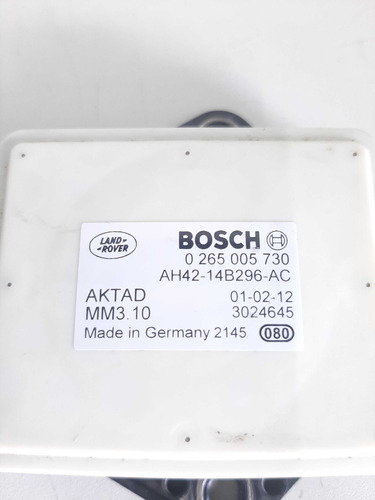 LAND-
-ROVER
BOSCH
0 265 005 730
AH42-14B296-AC
AKTAD 01-02-12
MM3.10 3024645
Made in Germany 2145 080